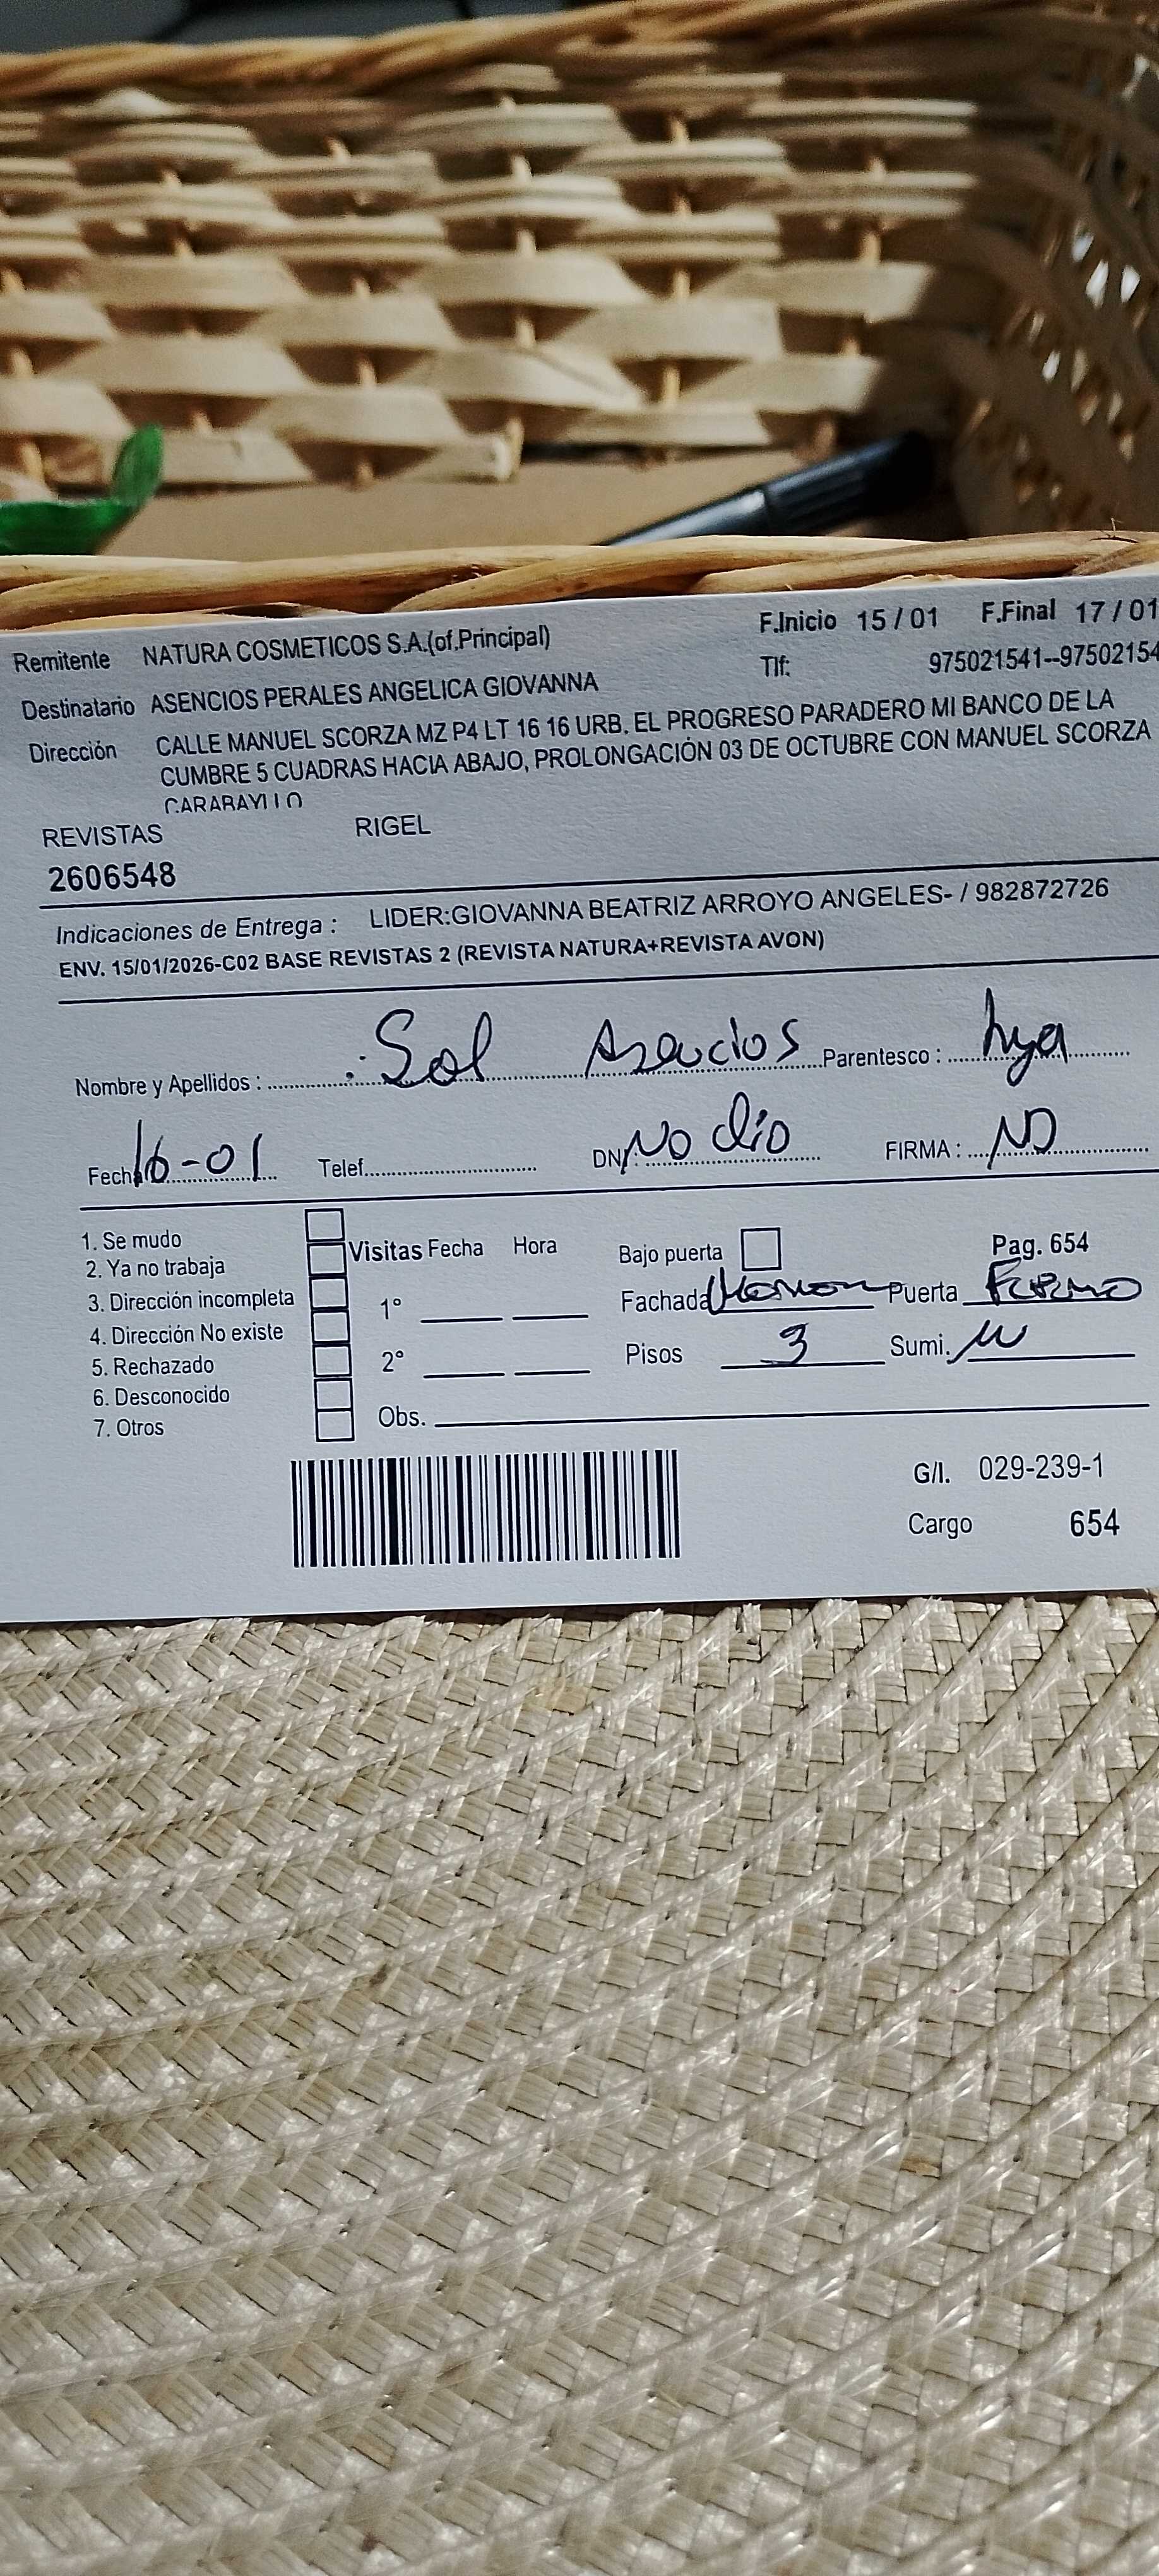 F.Inicio 15 / 01 F.Final 17 / 01
Remitente NATURA COSMETICOS S.A.(of.Principal)
Tlf: 975021541--97502154
Destinatario ASENCIOS PERALES ANGELICA GIOVANNA
Dirección CALLE MANUEL SCORZA MZ P4 LT 16 16 URB. EL PROGRESO PARADERO MI BANCO DE LA
CUMBRE 5 CUADRAS HACIA ABAJO, PROLONGACIÓN 03 DE OCTUBRE CON MANUEL SCORZA
CARABAYLLO
REVISTAS RIGEL
2606548
Indicaciones de Entrega : LIDER:GIOVANNA BEATRIZ ARROYO ANGELES- / 982872726
ENV. 15/01/2026-C02 BASE REVISTAS 2 (REVISTA NATURA+REVISTA AVON)
Nombre y Apellidos : Sol Asencios Parentesco : hija
Fech 16-01 Telef. DN No dio FIRMA : ND
1. Se mudo
2. Ya no trabaja
3. Dirección incompleta
4. Dirección No existe
5. Rechazado
6. Desconocido
7. Otros
Visitas Fecha Hora
1°
2°
Obs.
Bajo puerta Pag. 654
Fachada Puerta
Pisos 3 Sumi.
G/I. 029-239-1
Cargo 654